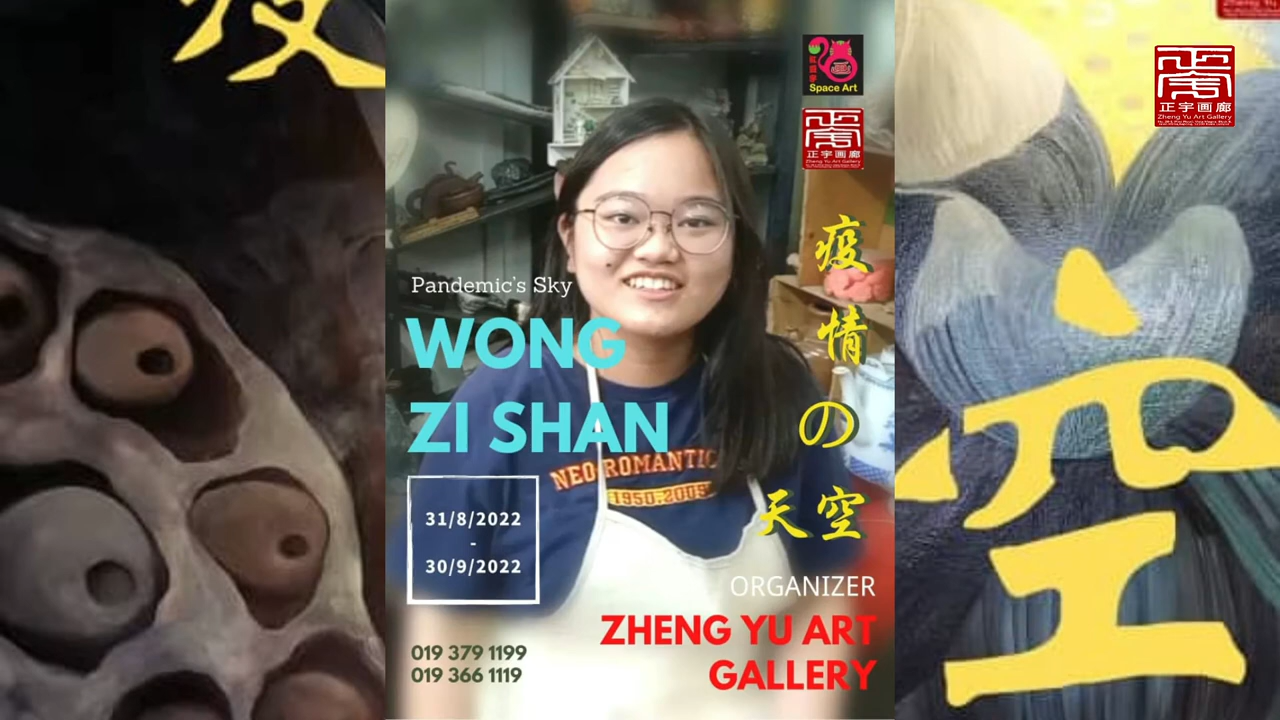 疫
Space Art
正宇画廊
Zheng Yu Art Gallery
疫
情
の
天空
Pandemic's Sky
WONG
ZI SHAN
NEO ROMANTIC
1950-2009
31/8/2022
-
30/9/2022
ORGANIZER
ZHENG YU ART
GALLERY
019 379 1199
019 366 1119
正宇画廊
Zheng Yu Art Gallery
空